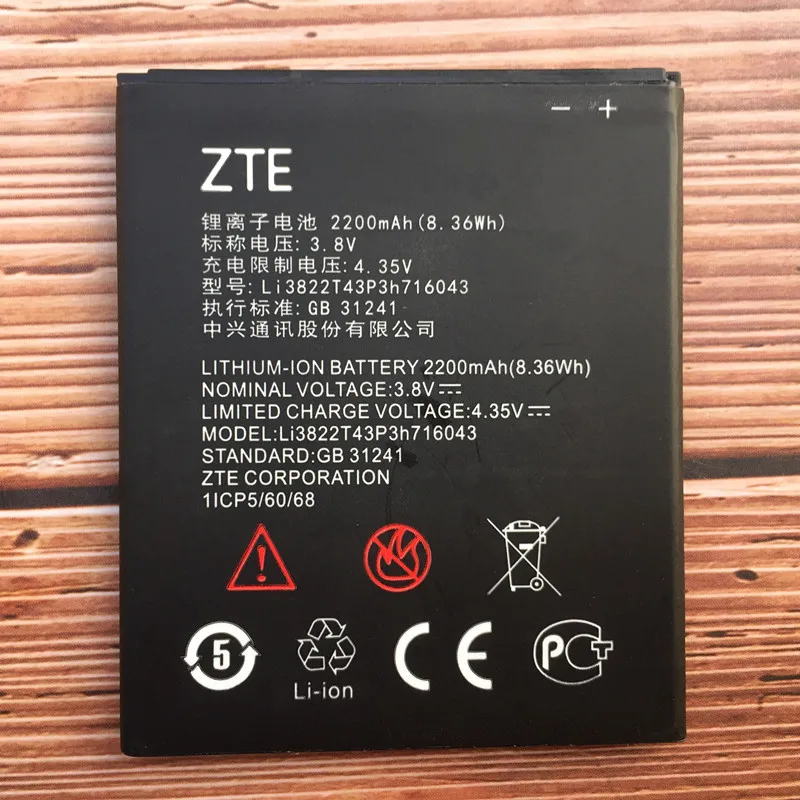 − +
ZTE
锂离子电池 2200mAh(8.36Wh)
标称电压: 3.8V
充电限制电压: 4.35V
型号: Li3822T43P3h716043
执行标准: GB 31241
中兴通讯股份有限公司
LITHIUM-ION BATTERY 2200mAh(8.36Wh)
NOMINAL VOLTAGE:3.8V⎓
LIMITED CHARGE VOLTAGE:4.35V⎓
MODEL:Li3822T43P3h716043
STANDARD:GB 31241
ZTE CORPORATION
1ICP5/60/68
5
Li-ion
CE
PCT